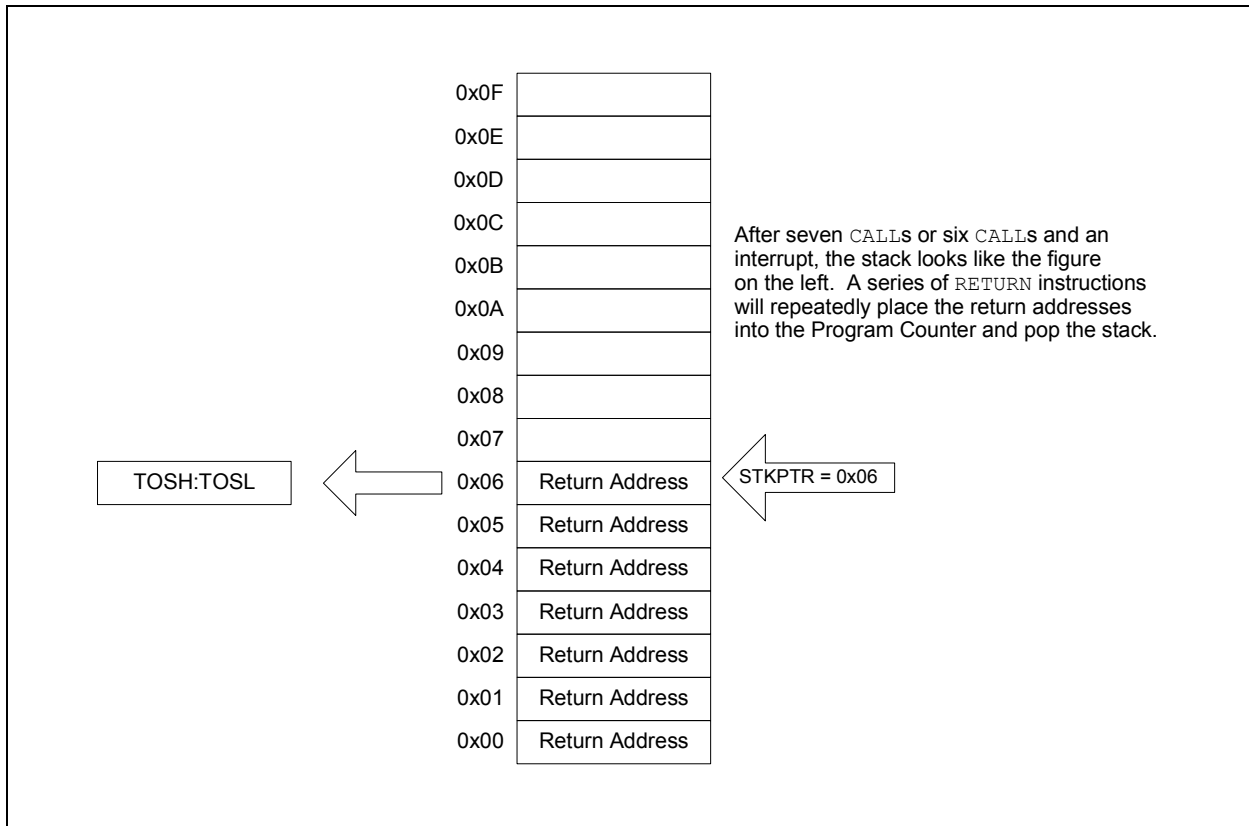 0x0F
0x0E
0x0D
0x0C
0x0B
0x0A
0x09
0x08
0x07
After seven CALLs or six CALLs and an
interrupt, the stack looks like the figure
on the left. A series of RETURN instructions
will repeatedly place the return addresses
into the Program Counter and pop the stack.
TOSH:TOSL
0x06 Return Address
STKPTR = 0x06
0x05 Return Address
0x04 Return Address
0x03 Return Address
0x02 Return Address
0x01 Return Address
0x00 Return Address